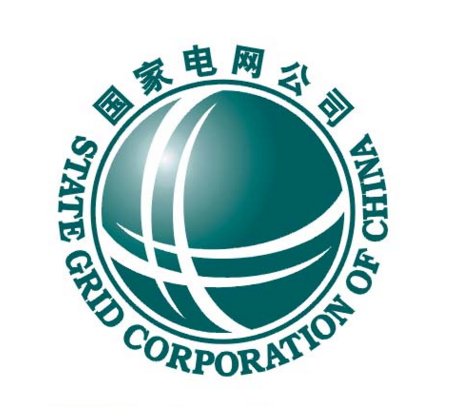 国家电网公司
STATE GRID CORPORATION OF CHINA